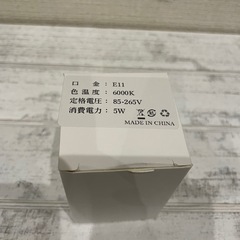 口金：E11
色温度：6000K
定格電圧：85-265V
消費電力：5W
MADE IN CHINA